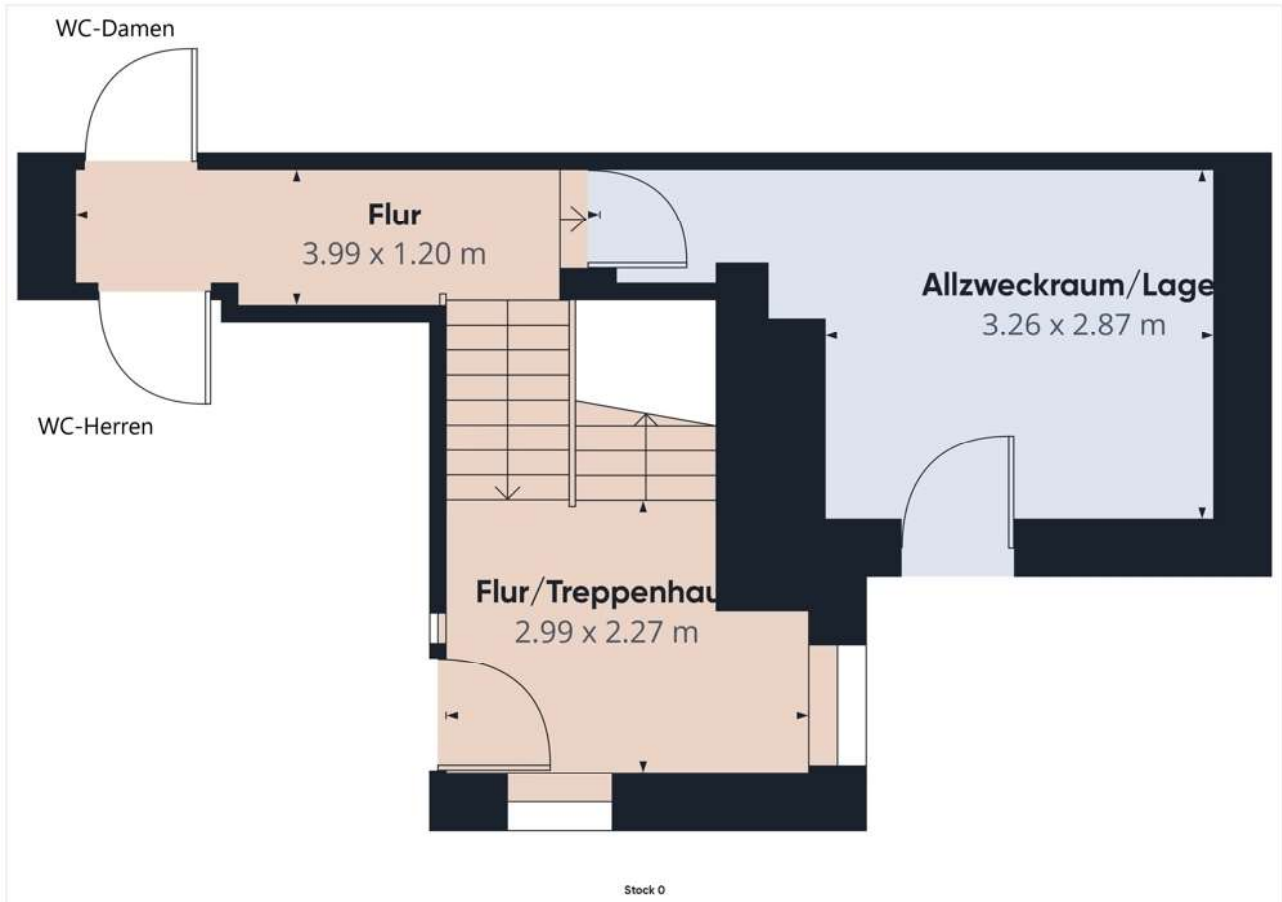 WC-Damen
Flur
3.99 x 1.20 m
Allzweckraum/Lage
3.26 x 2.87 m
WC-Herren
Flur/Treppenhau
2.99 x 2.27 m
Stock 0